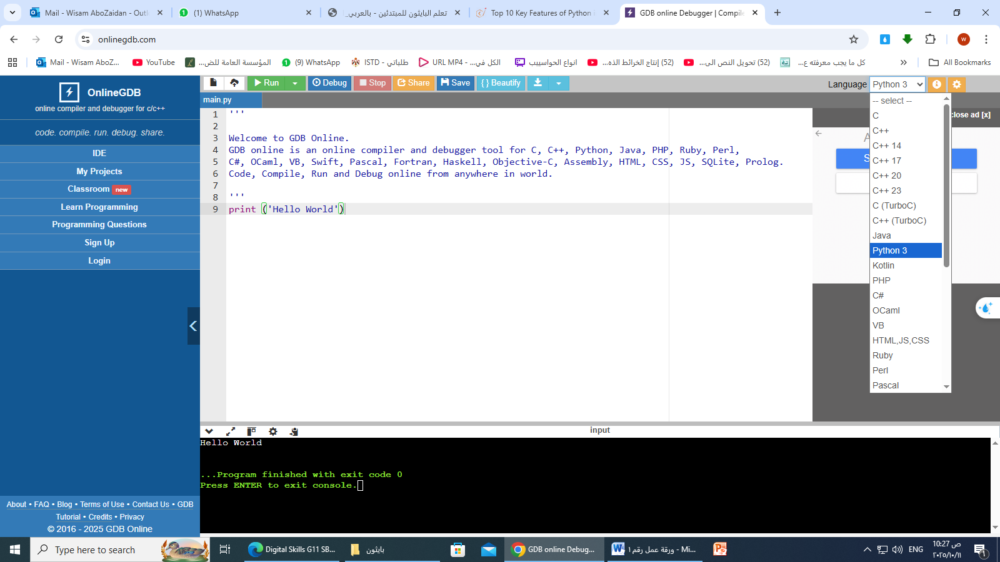 Mail - Wisam AboZaidan - Outl
(1) WhatsApp
تعلم البايثون للمبتدئين - بالعربي_
Top 10 Key Features of Python
GDB online Debugger | Compile
onlinegdb.com
W
Mail - Wisam AboZ...
YouTube
المؤسسة العامة للض...
(9) WhatsApp
ISTD - طلباتي
URL MP4 - الكل في...
انواع الحواسيب
(52) إنتاج الخرائط الذه...
(52) تحويل النص الى...
كل ما يجب معرفته ع...
All Bookmarks
OnlineGDB
online compiler and debugger for c/c++
code. compile. run. debug. share.
IDE
My Projects
Classroom new
Learn Programming
Programming Questions
Sign Up
Login
About • FAQ • Blog • Terms of Use • Contact Us • GDB
Tutorial • Credits • Privacy
© 2016 - 2025 GDB Online
Run
Debug
Stop
Share
Save
{ } Beautify
Language Python 3
main.py
1 '''
2
3 Welcome to GDB Online.
4 GDB online is an online compiler and debugger tool for C, C++, Python, Java, PHP, Ruby, Perl,
5 C#, OCaml, VB, Swift, Pascal, Fortran, Haskell, Objective-C, Assembly, HTML, CSS, JS, SQLite, Prolog.
6 Code, Compile, Run and Debug online from anywhere in world.
7
8 '''
9 print ('Hello World')
-- select --
C
C++
C++ 14
C++ 17
C++ 20
C++ 23
C (TurboC)
C++ (TurboC)
Java
Python 3
Kotlin
PHP
C#
OCaml
VB
HTML,JS,CSS
Ruby
Perl
Pascal
close ad [x]
A
S
input
Hello World
...Program finished with exit code 0
Press ENTER to exit console.
Type here to search
Digital Skills G11 SB...
بايثون
GDB online Debug...
ورقة عمل رقم ١ - Mi...
ENG
10:27 ص
٢٠٢٥/١٠/١١
1